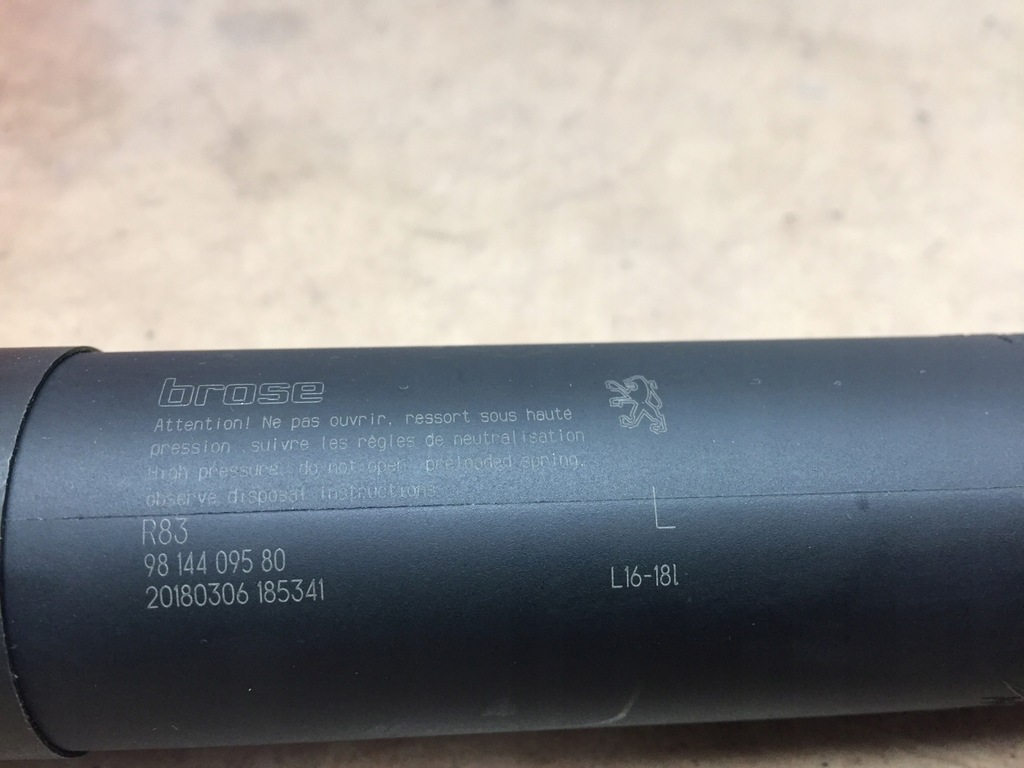 brose
Attention! Ne pas ouvrir, ressort sous haute
pression suivre les règles de neutralisation
High pressure, do not open, preloaded spring,
observe disposal instructions
R83
98 144 095 80
20180306 185341
L
L16-18l